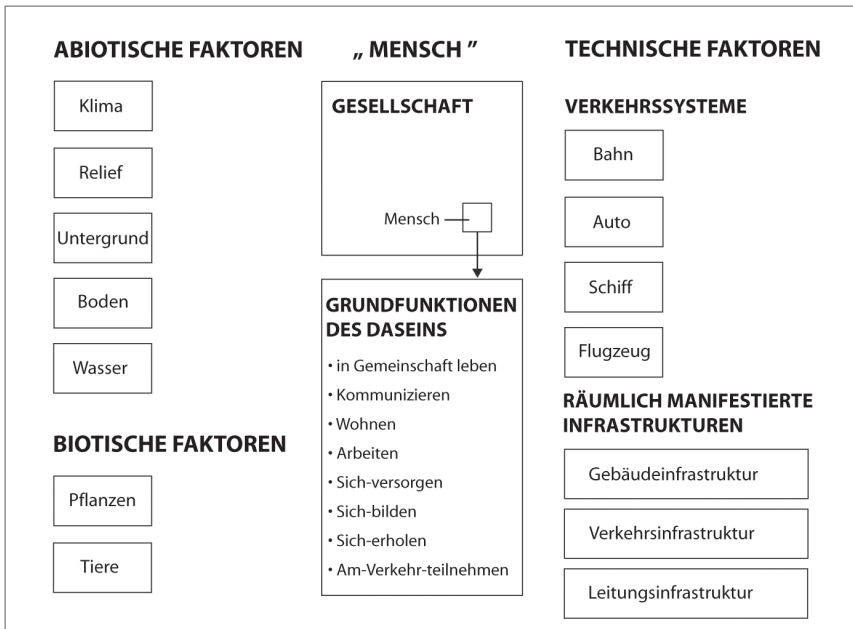 ABIOTISCHE FAKTOREN
Klima
Relief
Untergrund
Boden
Wasser
BIOTISCHE FAKTOREN
Pflanzen
Tiere
„ MENSCH ”
GESELLSCHAFT
Mensch
GRUNDFUNKTIONEN
DES DASEINS
• in Gemeinschaft leben
• Kommunizieren
• Wohnen
• Arbeiten
• Sich-versorgen
• Sich-bilden
• Sich-erholen
• Am-Verkehr-teilnehmen
TECHNISCHE FAKTOREN
VERKEHRSSYSTEME
Bahn
Auto
Schiff
Flugzeug
RÄUMLICH MANIFESTIERTE
INFRASTRUKTUREN
Gebäudeinfrastruktur
Verkehrsinfrastruktur
Leitungsinfrastruktur